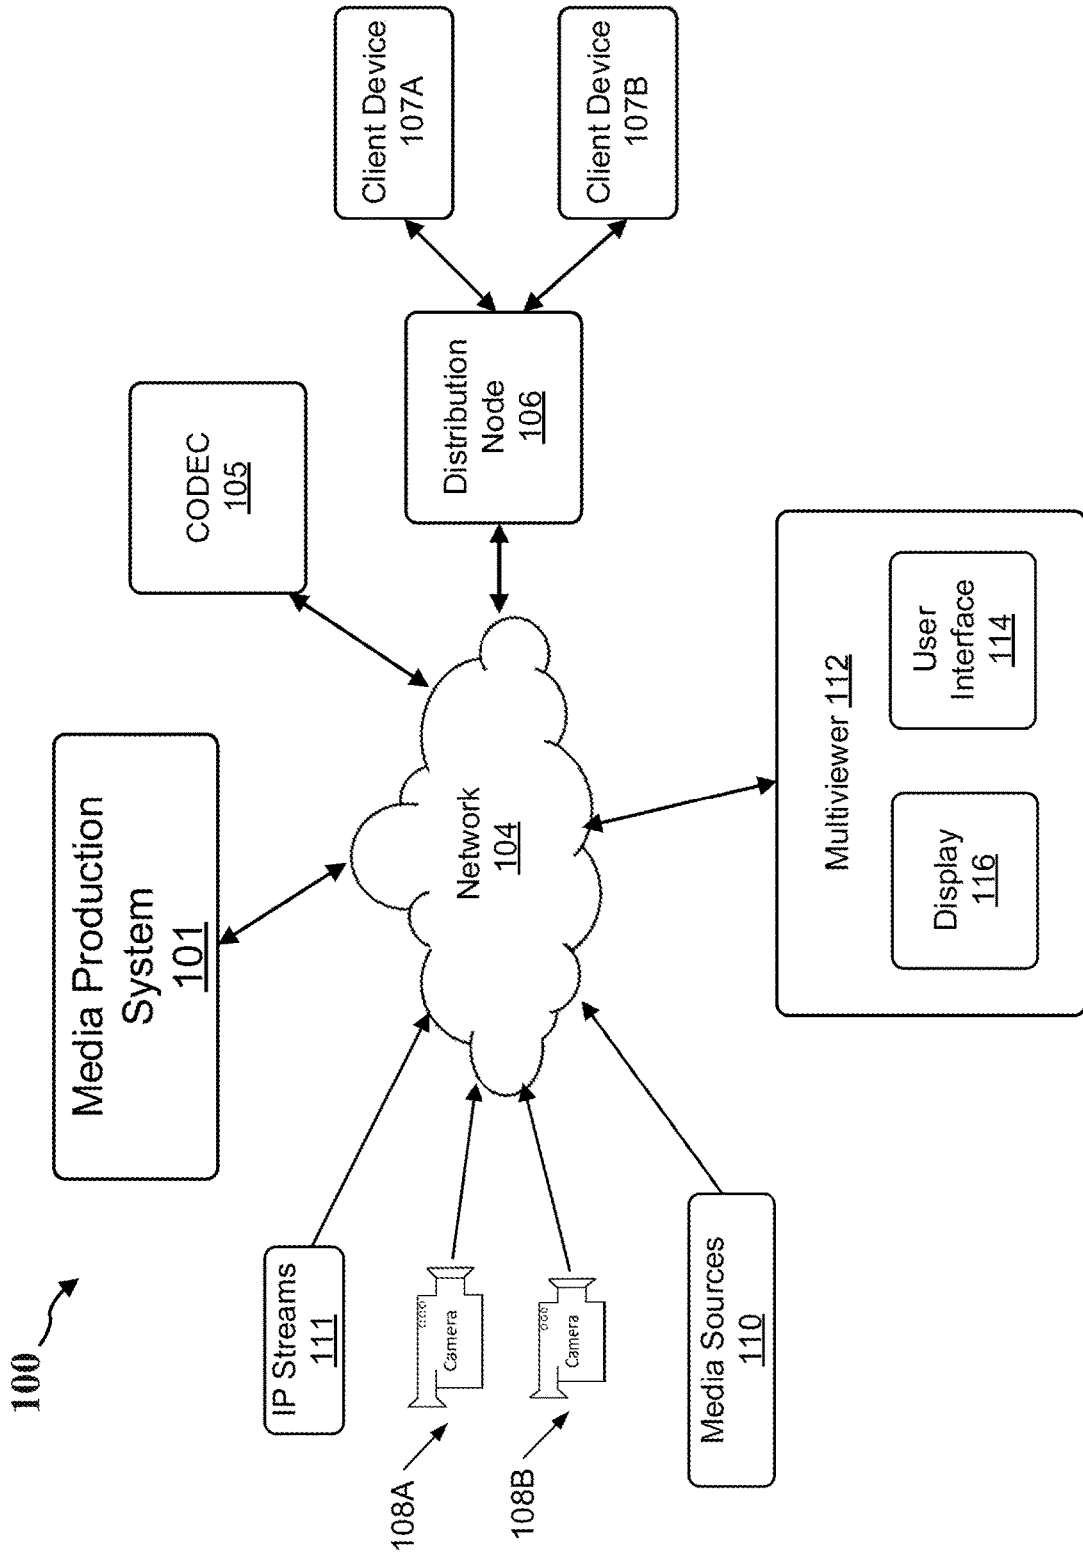 100
Media Production
System
101
CODEC
105
IP Streams
111
Camera
108A
Camera
108B
Network
104
Distribution
Node
106
Client Device
107A
Client Device
107B
Media Sources
110
Multiviewer 112
Display
116
User
Interface
114